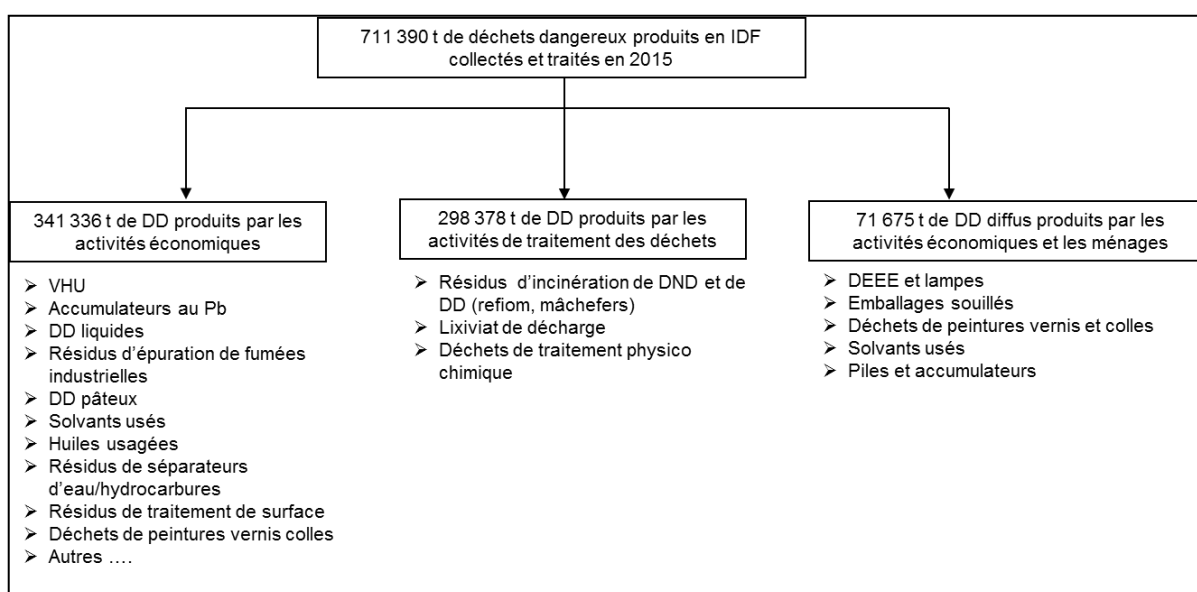 711 390 t de déchets dangereux produits en IDF
collectés et traités en 2015
341 336 t de DD produits par les
activités économiques
➢ VHU
➢ Accumulateurs au Pb
➢ DD liquides
➢ Résidus d'épuration de fumées
industrielles
➢ DD pâteux
➢ Solvants usés
➢ Huiles usagées
➢ Résidus de séparateurs
d'eau/hydrocarbures
➢ Résidus de traitement de surface
➢ Déchets de peintures vernis colles
➢ Autres ….
298 378 t de DD produits par les
activités de traitement des déchets
➢ Résidus d'incinération de DND et de
DD (refiom, mâchefers)
➢ Lixiviat de décharge
➢ Déchets de traitement physico
chimique
71 675 t de DD diffus produits par les
activités économiques et les ménages
➢ DEEE et lampes
➢ Emballages souillés
➢ Déchets de peintures vernis et colles
➢ Solvants usés
➢ Piles et accumulateurs